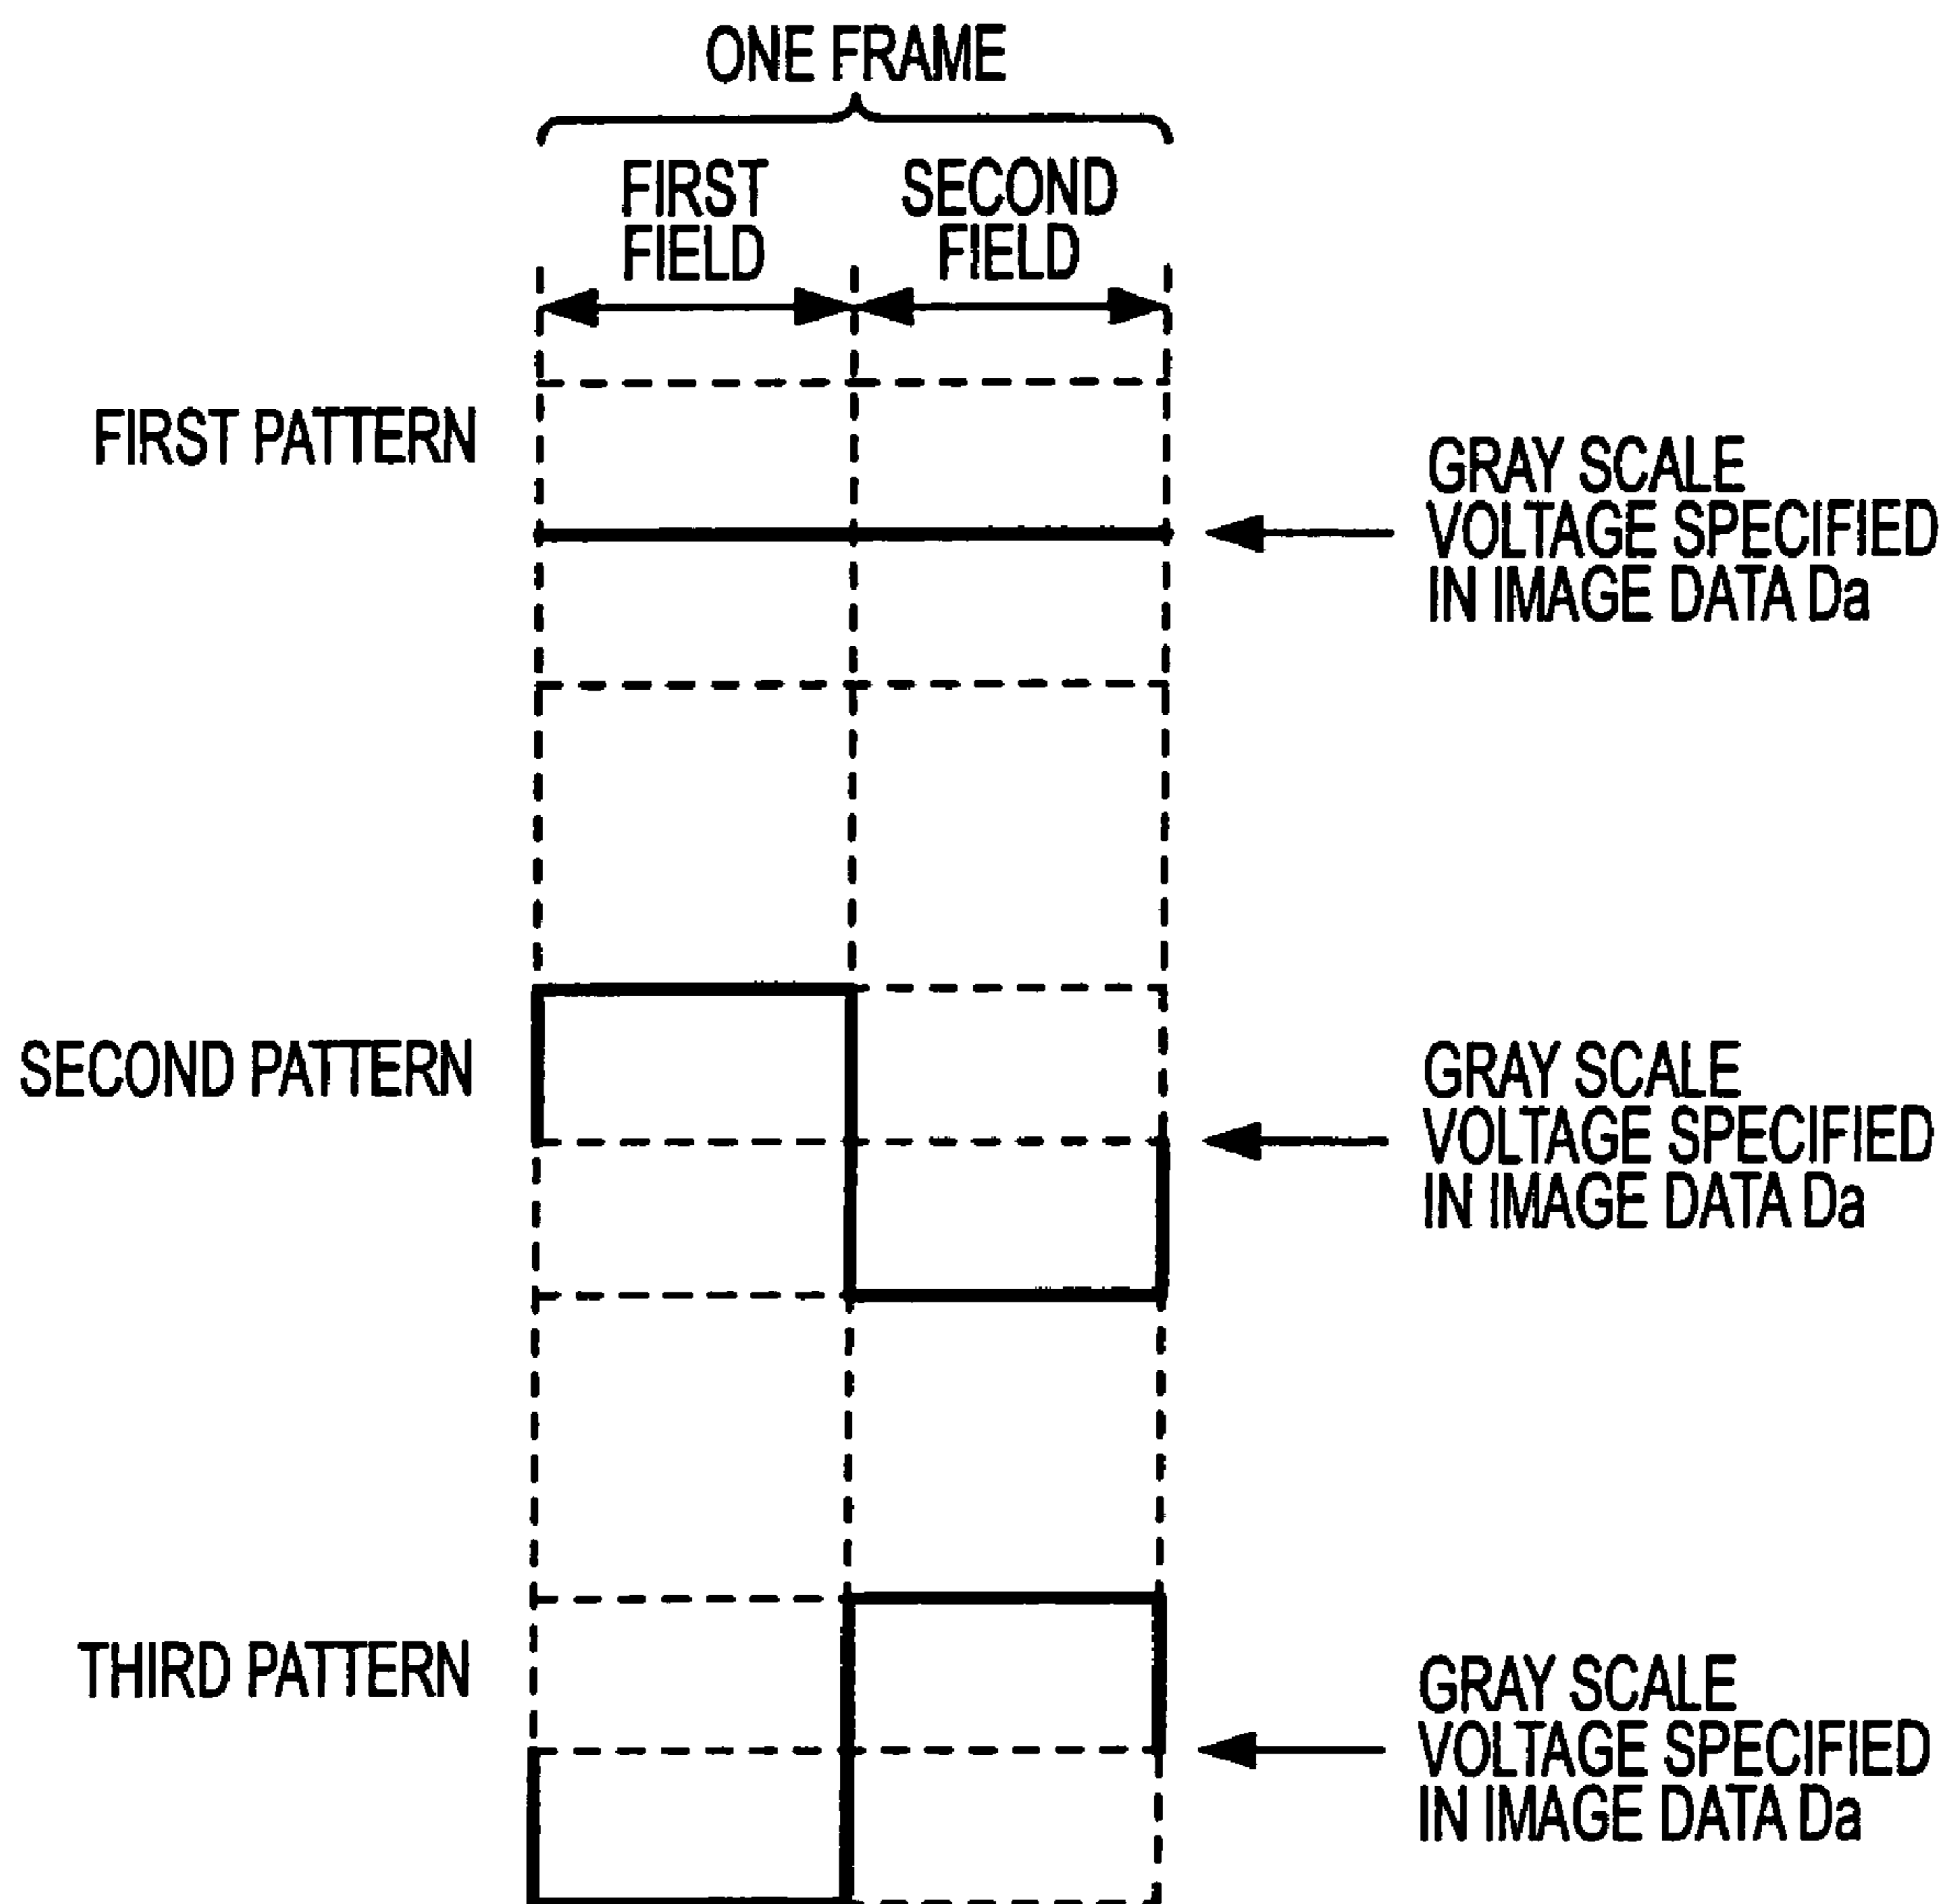 ONE FRAME
FIRST
FIELD
SECOND
FIELD
FIRST PATTERN
GRAY SCALE
VOLTAGE SPECIFIED
IN IMAGE DATA Da
SECOND PATTERN
GRAY SCALE
VOLTAGE SPECIFIED
IN IMAGE DATA Da
THIRD PATTERN
GRAY SCALE
VOLTAGE SPECIFIED
IN IMAGE DATA Da